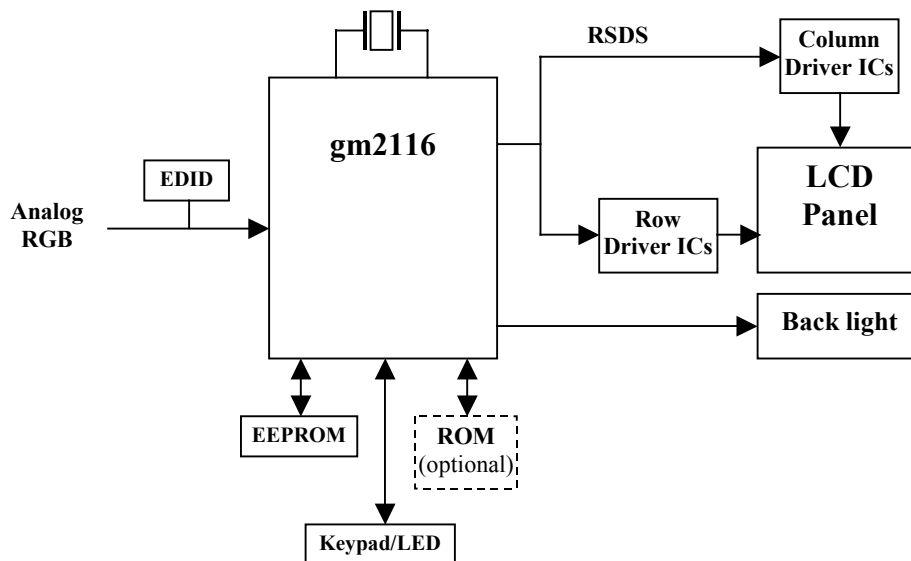 RSDS
Column
Driver ICs
gm2116
EDID
Analog
RGB
LCD
Panel
Row
Driver ICs
Back light
EEPROM
ROM
(optional)
Keypad/LED